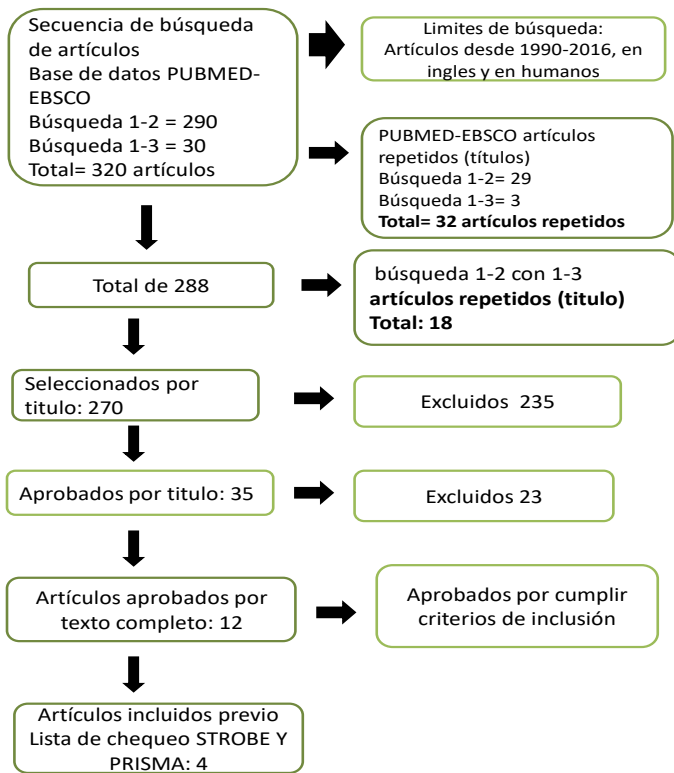 Secuencia de búsqueda
de artículos
Base de datos PUBMED-
EBSCO
Búsqueda 1-2 = 290
Búsqueda 1-3 = 30
Total= 320 artículos
Limites de búsqueda:
Artículos desde 1990-2016, en
ingles y en humanos
PUBMED-EBSCO artículos
repetidos (títulos)
Búsqueda 1-2= 29
Búsqueda 1-3= 3
Total= 32 artículos repetidos
Total de 288
búsqueda 1-2 con 1-3
artículos repetidos (titulo)
Total: 18
Seleccionados por
titulo: 270
Excluidos 235
Aprobados por titulo: 35
Excluidos 23
Artículos aprobados por
texto completo: 12
Aprobados por cumplir
criterios de inclusión
Artículos incluidos previo
Lista de chequeo STROBE Y
PRISMA: 4